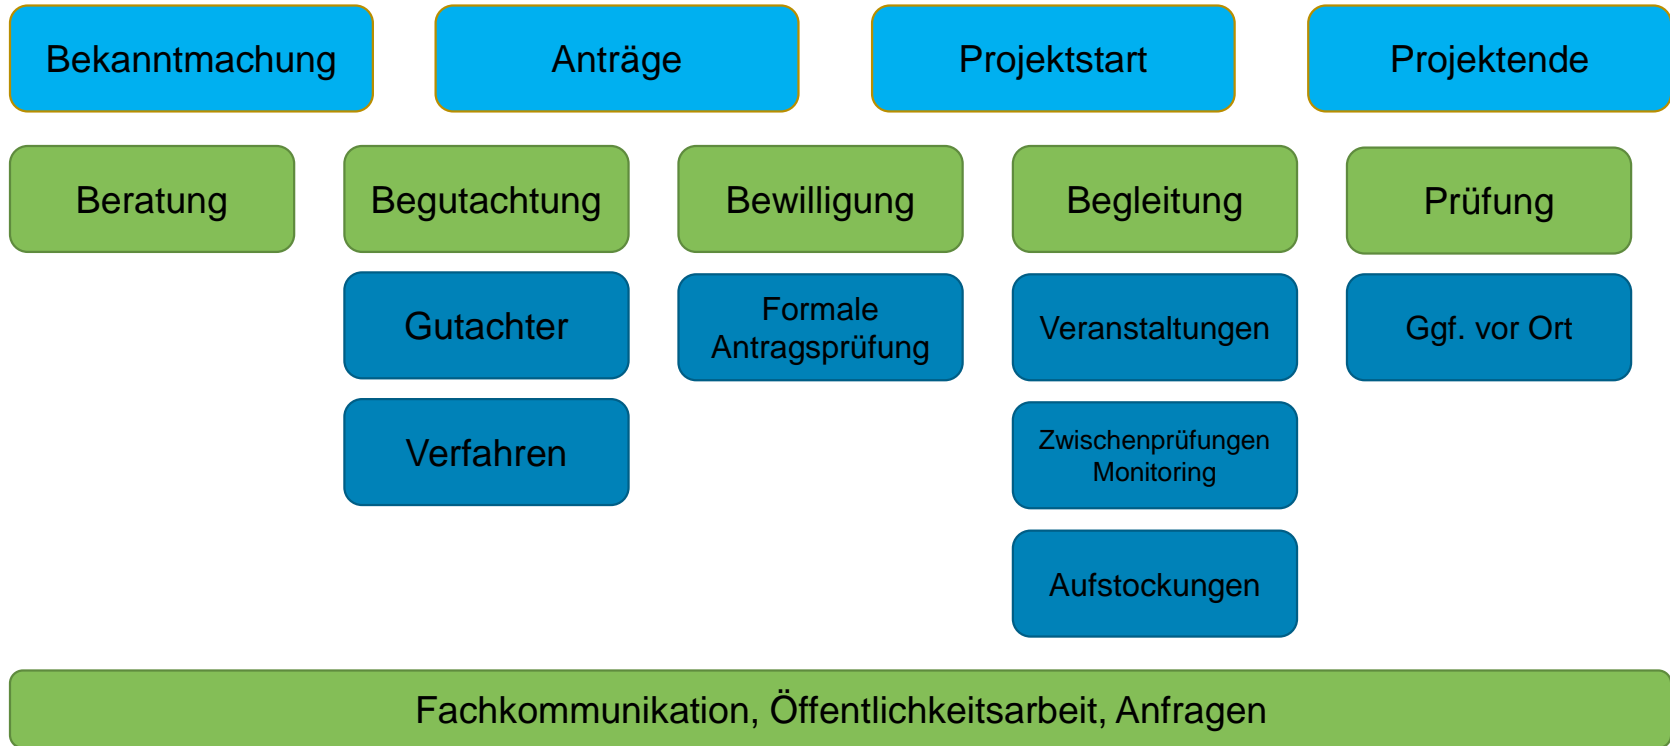 Bekanntmachung
Anträge
Projektstart
Projektende
Beratung
Begutachtung
Bewilligung
Begleitung
Prüfung
Gutachter
Formale
Antragsprüfung
Veranstaltungen
Ggf. vor Ort
Verfahren
Zwischenprüfungen
Monitoring
Aufstockungen
Fachkommunikation, Öffentlichkeitsarbeit, Anfragen